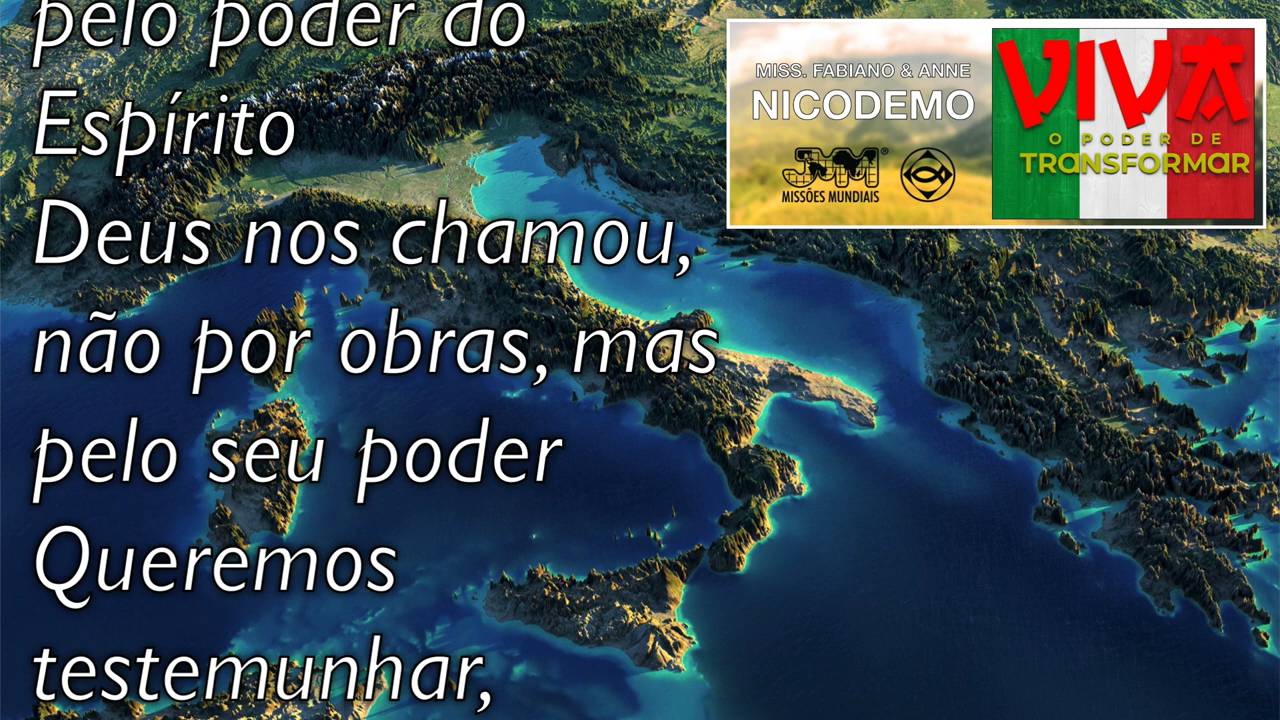 pelo poder do
Espírito
Deus nos chamou,
não por obras, mas
pelo seu poder
Queremos
testemunhar,
MISS. FABIANO & ANNE
NICODEMO
JMM®
MISSÕES MUNDIAIS
VIVA
O PODER DE
TRANSFORMAR